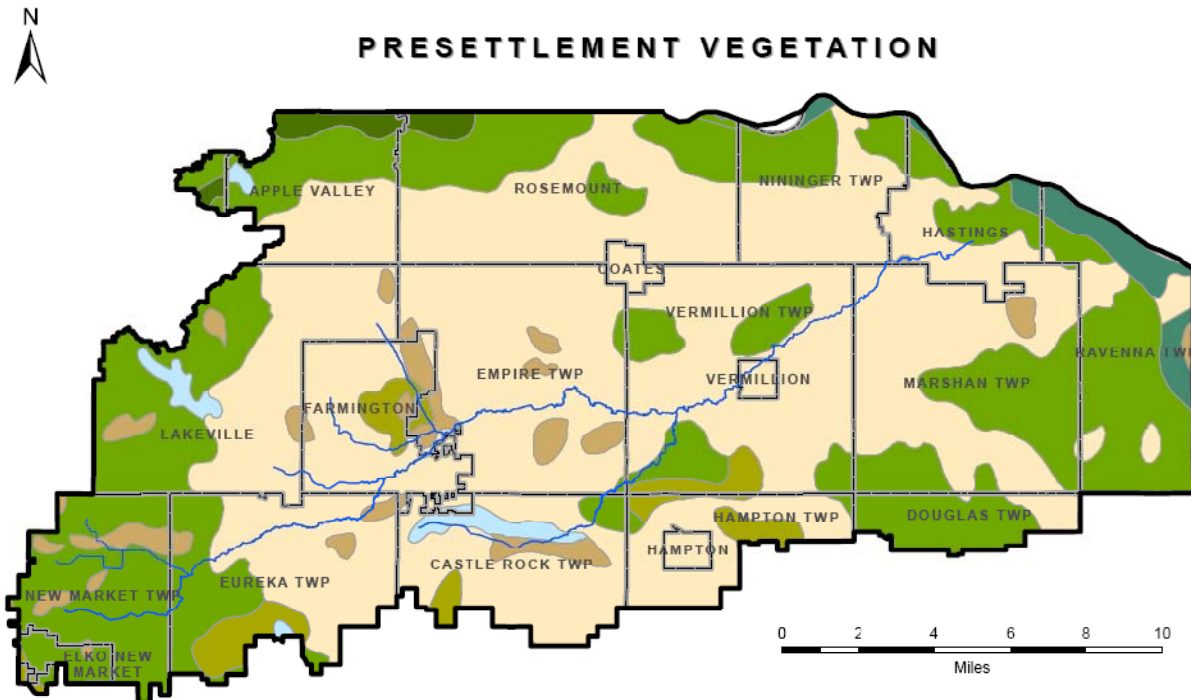 N
PRESETTLEMENT VEGETATION
APPLE VALLEY
ROSEMOUNT
NININGER TWP
HASTINGS
COATES
VERMILLION TWP
RAVENNA TWP
EMPIRE TWP
VERMILLION
MARSHAN TWP
FARMINGTON
LAKEVILLE
HAMPTON TWP
DOUGLAS TWP
HAMPTON
CASTLE ROCK TWP
EUREKA TWP
NEW MARKET TWP
ELKO NEW
MARKET
0 2 4 6 8 10
Miles